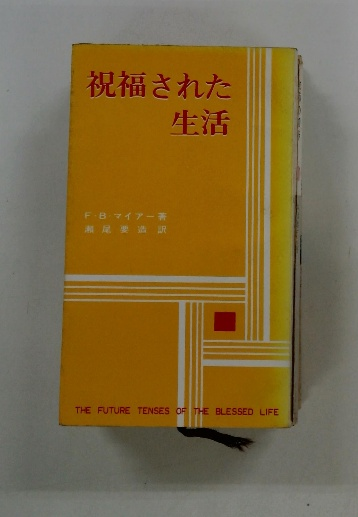 祝福された
生活
F・B マイアー著
瀬尾要造訳
THE FUTURE TENSES OF THE BLESSED LIFE